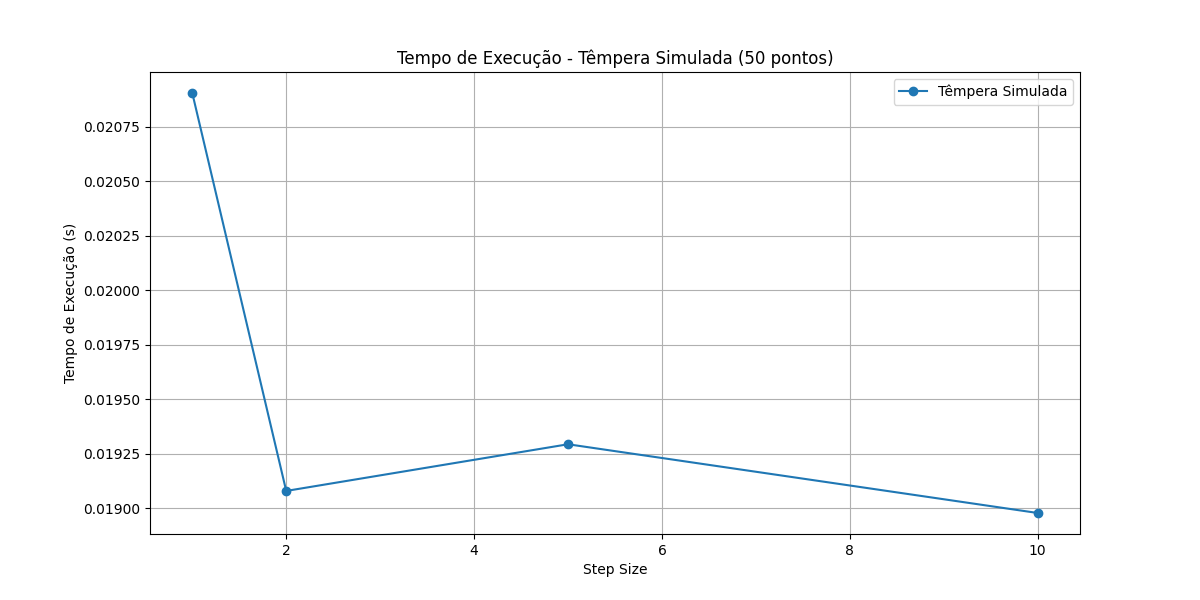 Tempo de Execução - Têmpera Simulada (50 pontos)
Têmpera Simulada
Tempo de Execução (s)
0.02075
0.02050
0.02025
0.02000
0.01975
0.01950
0.01925
0.01900
2 4 6 8 10
Step Size